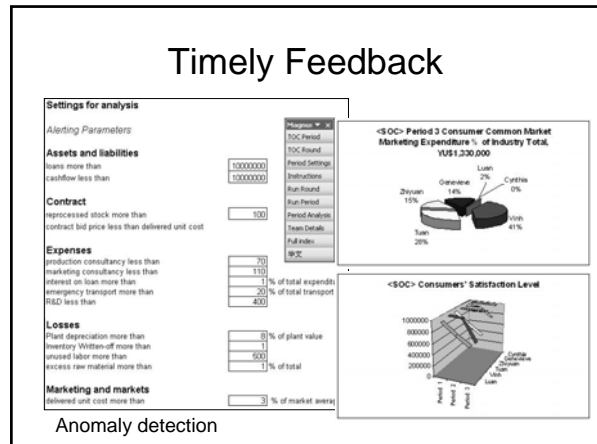 Timely Feedback
Settings for analysis
Alerting Parameters
Assets and liabilities
loans more than 10000000
cashflow less than 10000000
Contract
reprocessed stock more than 100
contract bid price less than delivered unit cost
Expenses
production consultancy less than 70
marketing consultancy less than 110
interest on loan more than 1 % of total expenditu
emergency transport more than 20 % of total transport
R&D less than 400
Losses
Plant depreciation more than 8 % of plant value
Inventory Written-off more than 1
unused labor more than 500
excess raw material more than 1 % of total
Marketing and markets
delivered unit cost more than 3 % of market averag
Magnus
TOC Period
TOC Round
Period Settings
Instructions
Run Round
Run Period
Period Analysis
Team Details
Full index
華文
<SOC> Period 3 Consumer Common Market
Marketing Expenditure % of Industry Total,
YU$1,330,000
Luan
2%
Cynthia
0%
Genevieve
14%
Zhiyuan
15%
Vinh
41%
Tuan
28%
<SOC> Consumers' Satisfaction Level
1000000
800000
600000
400000
200000
0
Period 1
Period 2
Period 3
Cynthia
Genevieve
Zhiyuan
Tuan
Vinh
Luan
Anomaly detection